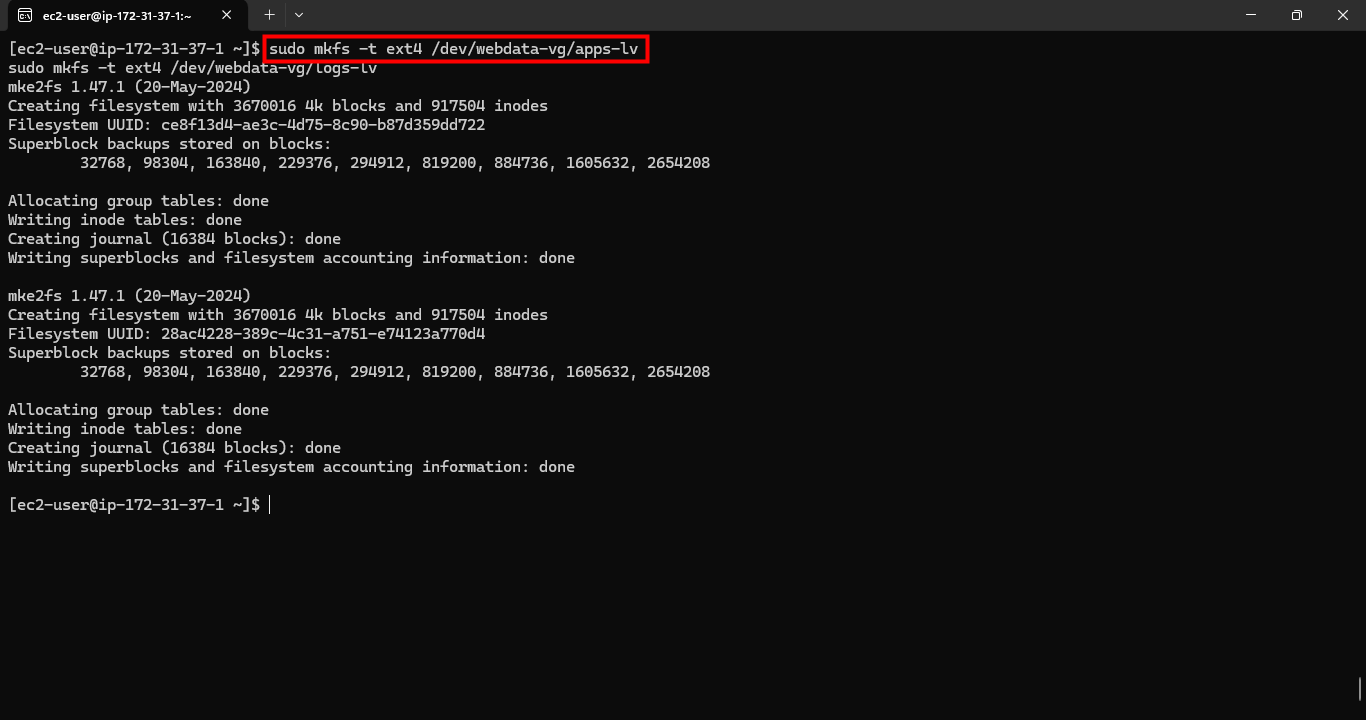 ec2-user@ip-172-31-37-1:~
[ec2-user@ip-172-31-37-1 ~]$ sudo mkfs -t ext4 /dev/webdata-vg/apps-lv
sudo mkfs -t ext4 /dev/webdata-vg/logs-lv
mke2fs 1.47.1 (20-May-2024)
Creating filesystem with 3670016 4k blocks and 917504 inodes
Filesystem UUID: ce8f13d4-ae3c-4d75-8c90-b87d359dd722
Superblock backups stored on blocks:
        32768, 98304, 163840, 229376, 294912, 819200, 884736, 1605632, 2654208

Allocating group tables: done
Writing inode tables: done
Creating journal (16384 blocks): done
Writing superblocks and filesystem accounting information: done

mke2fs 1.47.1 (20-May-2024)
Creating filesystem with 3670016 4k blocks and 917504 inodes
Filesystem UUID: 28ac4228-389c-4c31-a751-e74123a770d4
Superblock backups stored on blocks:
        32768, 98304, 163840, 229376, 294912, 819200, 884736, 1605632, 2654208

Allocating group tables: done
Writing inode tables: done
Creating journal (16384 blocks): done
Writing superblocks and filesystem accounting information: done

[ec2-user@ip-172-31-37-1 ~]$